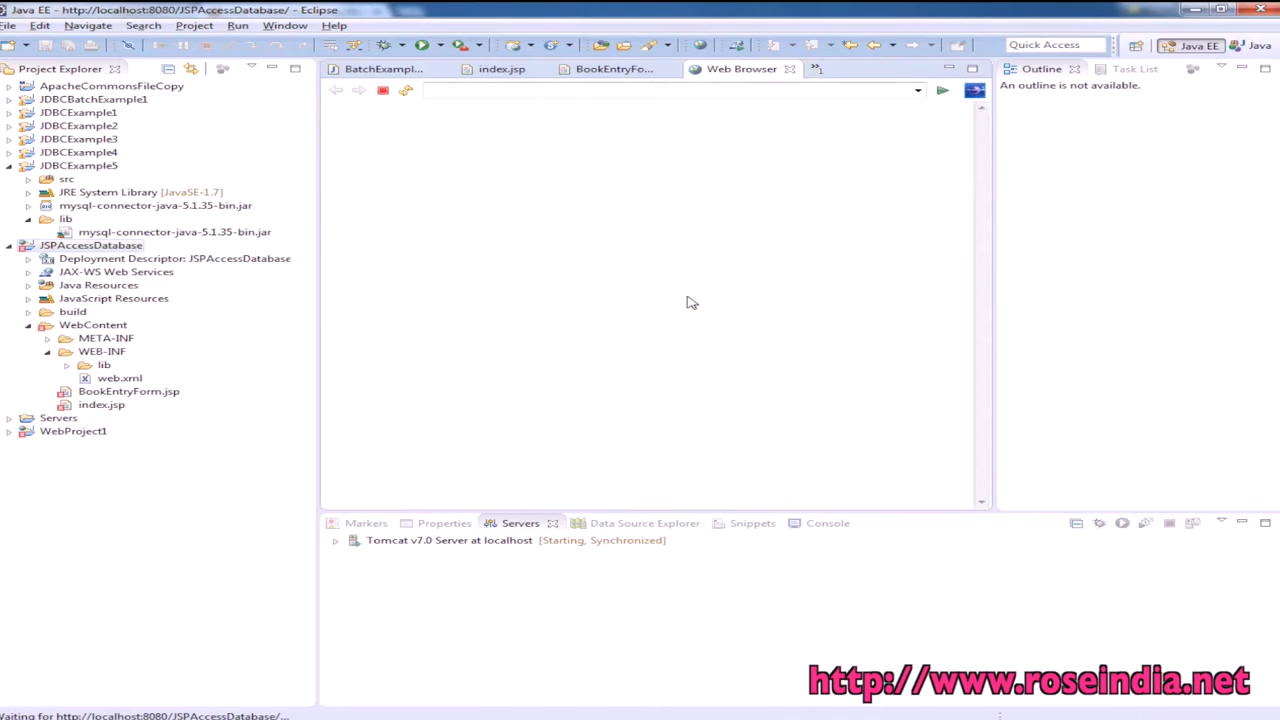 Java EE - http://localhost:8080/JSPAccessDatabase/ - Eclipse
File Edit Navigate Search Project Run Window Help
Quick Access
Java EE
Java
Project Explorer
ApacheCommonsFileCopy
JDBCBatchExample1
JDBCExample1
JDBCExample2
JDBCExample3
JDBCExample4
JDBCExample5
src
JRE System Library [JavaSE-1.7]
mysql-connector-java-5.1.35-bin.jar
lib
mysql-connector-java-5.1.35-bin.jar
JSPAccessDatabase
Deployment Descriptor: JSPAccessDatabase
JAX-WS Web Services
Java Resources
JavaScript Resources
build
WebContent
META-INF
WEB-INF
lib
web.xml
BookEntryForm.jsp
index.jsp
Servers
WebProject1
BatchExampl...
index.jsp
BookEntryFo...
Web Browser
»1
Outline
Task List
An outline is not available.
Markers
Properties
Servers
Data Source Explorer
Snippets
Console
Tomcat v7.0 Server at localhost [Starting, Synchronized]
http://www.roseindia.net
Waiting for http://localhost:8080/JSPAccessDatabase/...